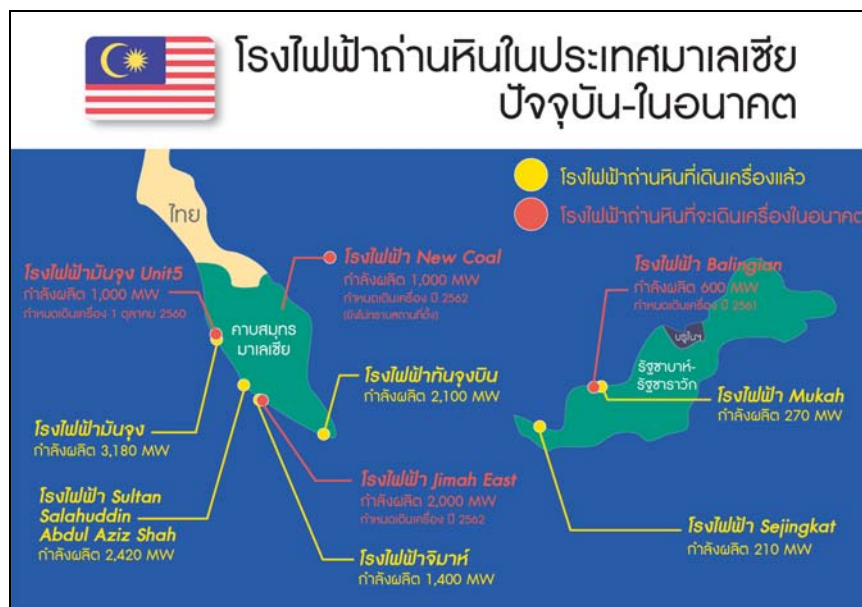 โรงไฟฟ้าถ่านหินในประเทศมาเลเซีย
ปัจจุบัน-ในอนาคต
โรงไฟฟ้าถ่านหินที่เดินเครื่องแล้ว
โรงไฟฟ้าถ่านหินที่จะเดินเครื่องในอนาคต
ไทย
โรงไฟฟ้ามันจุง Unit5
กำลังผลิต 1,000 MW
กำหนดเดินเครื่อง 1 ตุลาคม 2560
โรงไฟฟ้า New Coal
กำลังผลิต 1,000 MW
กำหนดเดินเครื่อง ปี 2562
(ยังไม่ทราบสถานที่ตั้ง)
โรงไฟฟ้า Balingian
กำลังผลิต 600 MW
กำหนดเดินเครื่อง ปี 2561
คาบสมุทร
มาเลเซีย
บรูไนฯ
รัฐซาบาห์-
รัฐซาราวัก
โรงไฟฟ้าทันจุงบิน
กำลังผลิต 2,100 MW
โรงไฟฟ้า Mukah
กำลังผลิต 270 MW
โรงไฟฟ้ามันจุง
กำลังผลิต 3,180 MW
โรงไฟฟ้า Sultan
Salahuddin
Abdul Aziz Shah
กำลังผลิต 2,420 MW
โรงไฟฟ้า Jimah East
กำลังผลิต 2,000 MW
กำหนดเดินเครื่อง ปี 2562
โรงไฟฟ้าจิมาห์
กำลังผลิต 1,400 MW
โรงไฟฟ้า Sejingkat
กำลังผลิต 210 MW